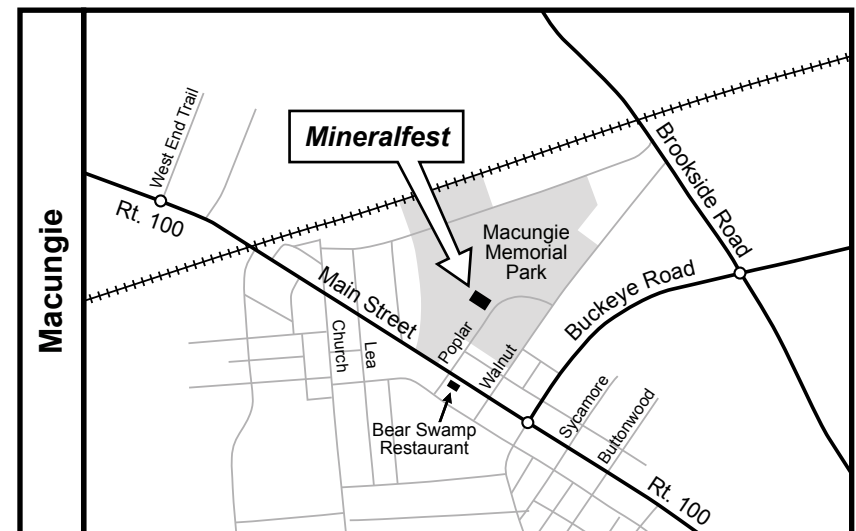 Macungie
West End Trail
Rt. 100
Mineralfest
Brookside Road
Macungie
Memorial
Park
Main Street
Buckeye Road
Church
Lea
Poplar
Walnut
Bear Swamp
Restaurant
Sycamore
Buttonwood
Rt. 100